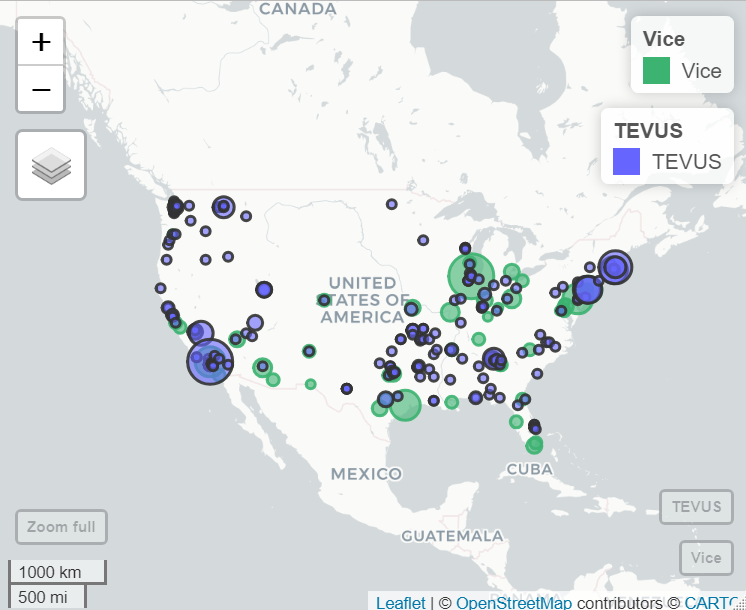 CANADA
+
−
Vice
Vice
TEVUS
TEVUS
UNITED
STATES OF
AMERICA
MEXICO
CUBA
GUATEMALA
TEVUS
Zoom full
Vice
1000 km
500 mi
PANAMA
Leaflet | © OpenStreetMap contributors © CARTO